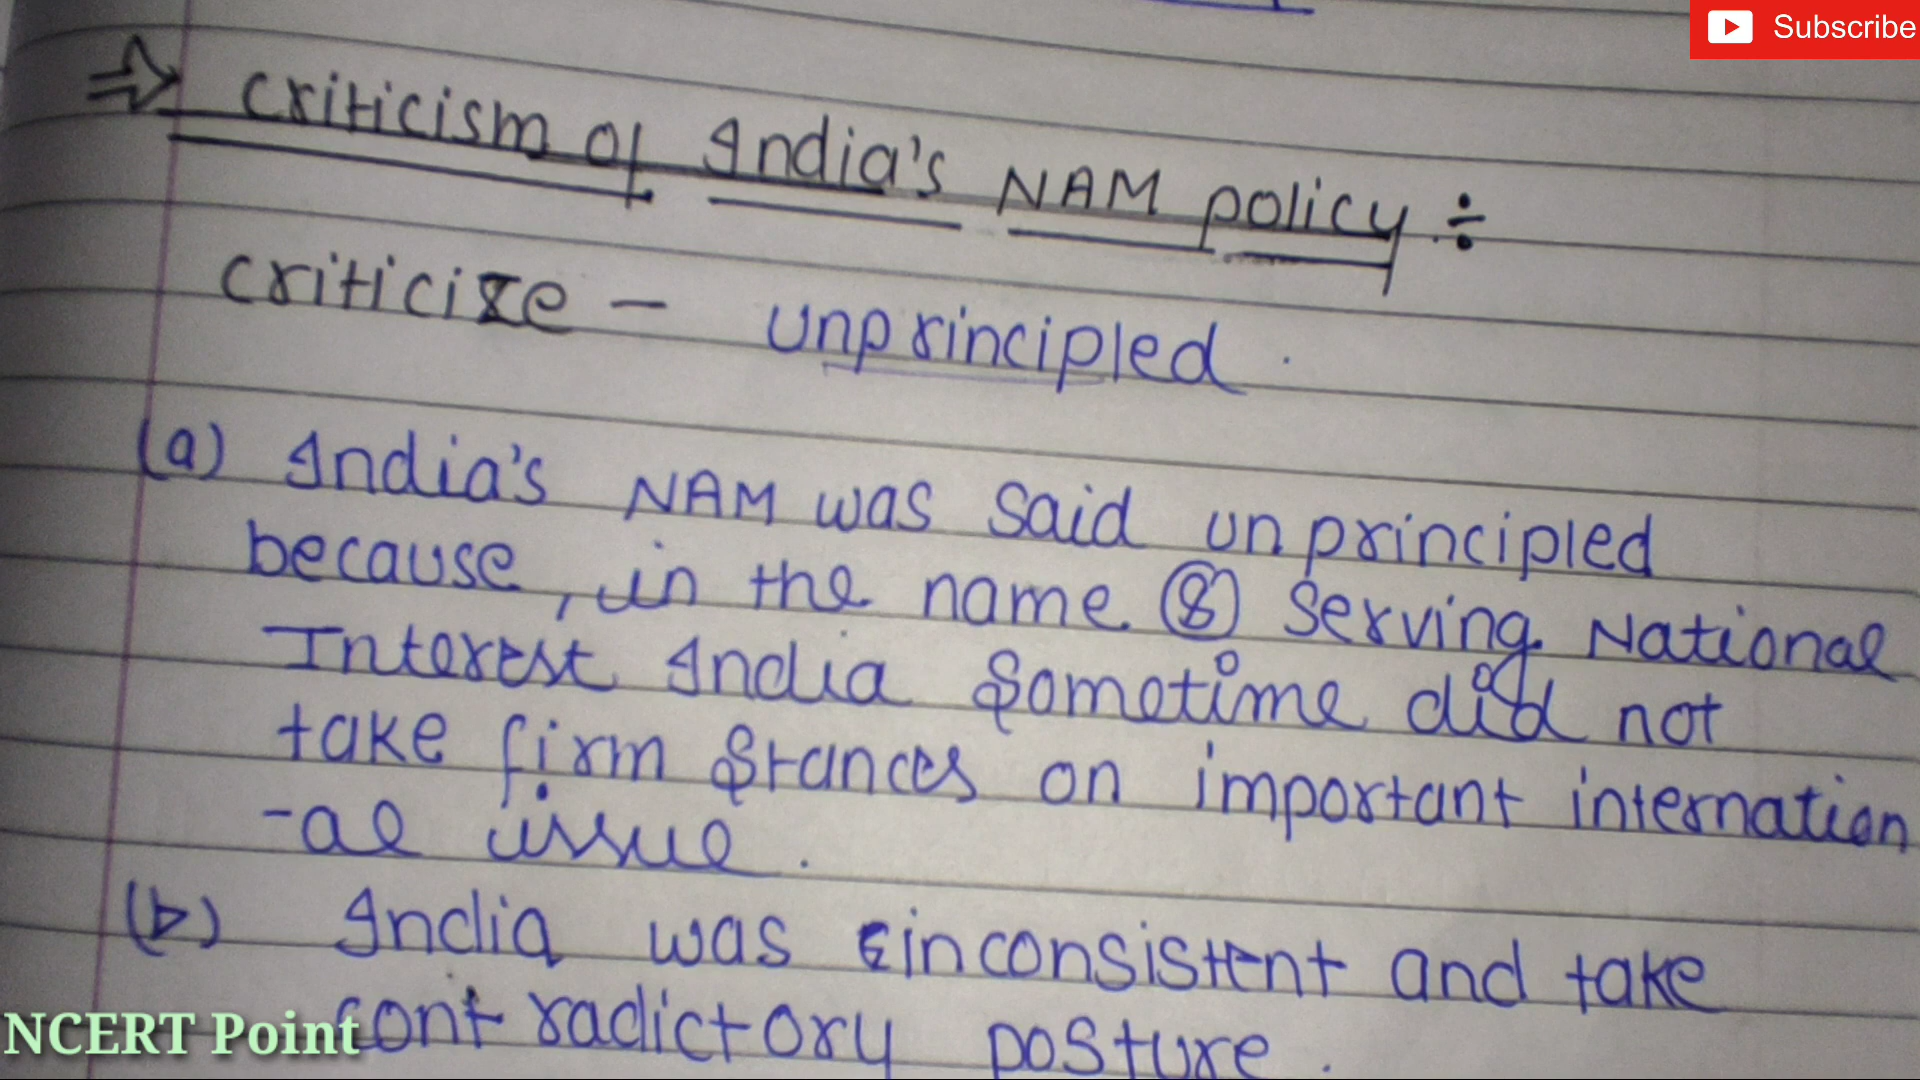 Subscribe
⇒ Criticism of India's NAM policy ÷
criticize - unprincipled.
(a) India's NAM was said unprincipled
because, in the name of serving National
Interest India sometime did not
take firm stances on important internation
-al issue.
(b) India was inconsistent and take
contradictory posture.
NCERT Point